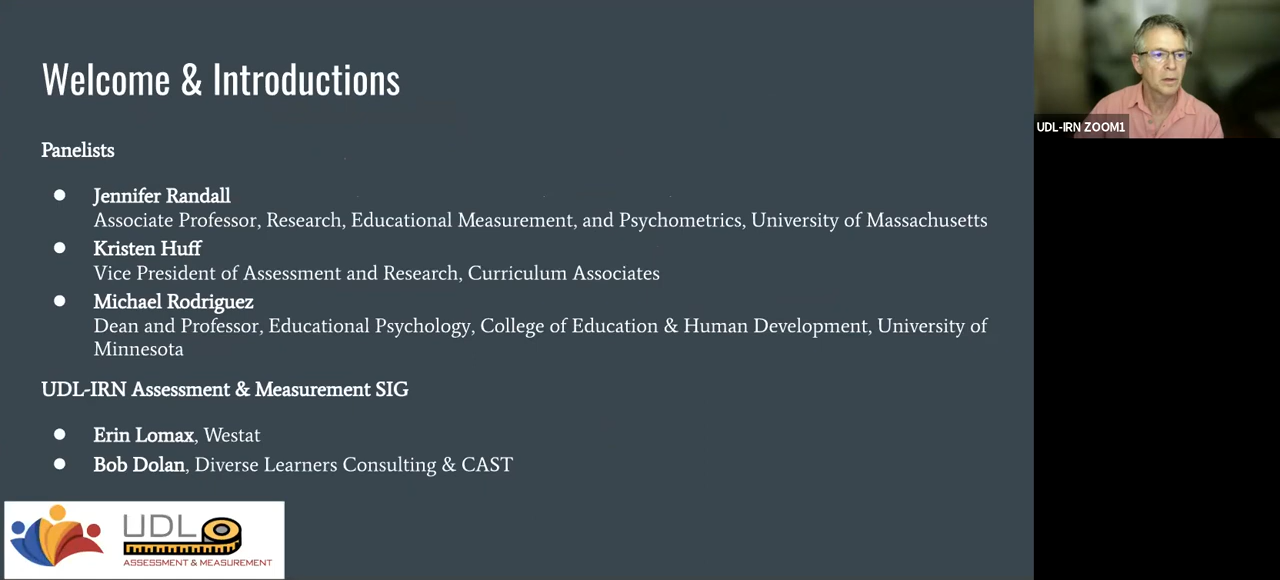 Welcome & Introductions
UDL-IRN ZOOM1
Panelists
● Jennifer Randall
Associate Professor, Research, Educational Measurement, and Psychometrics, University of Massachusetts
● Kristen Huff
Vice President of Assessment and Research, Curriculum Associates
● Michael Rodriguez
Dean and Professor, Educational Psychology, College of Education & Human Development, University of
Minnesota
UDL-IRN Assessment & Measurement SIG
● Erin Lomax, Westat
● Bob Dolan, Diverse Learners Consulting & CAST
UDL
ASSESSMENT & MEASUREMENT